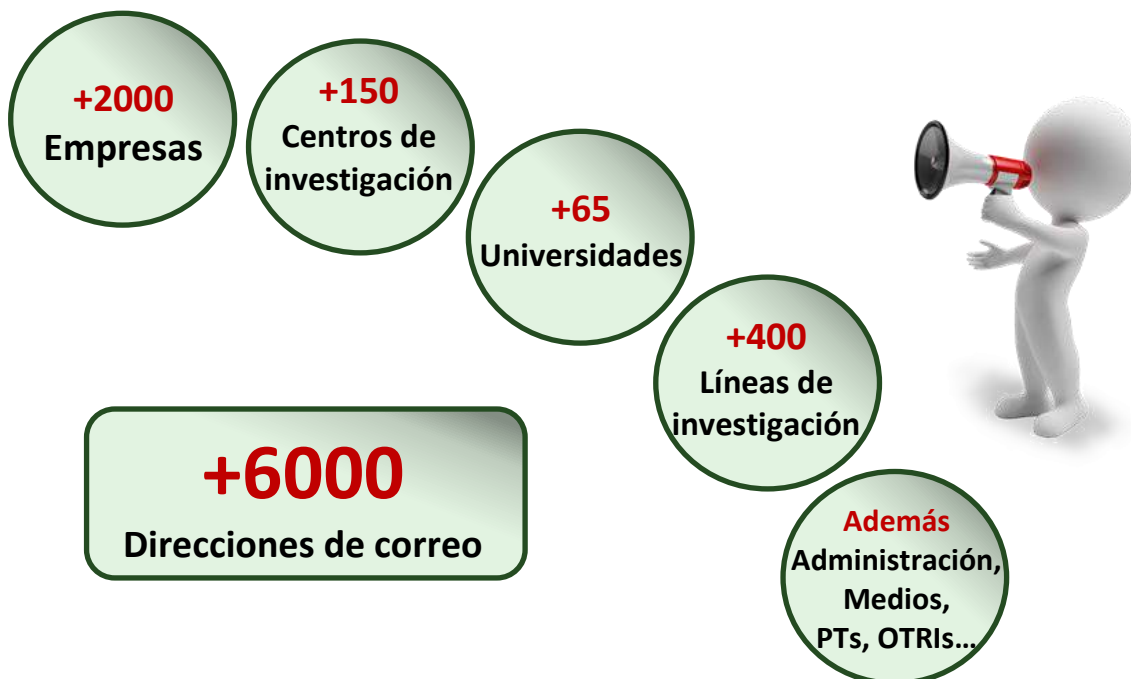 +2000
Empresas
+150
Centros de
investigación
+65
Universidades
+400
Líneas de
investigación
+6000
Direcciones de correo
Además
Administración,
Medios,
PTs, OTRIs...